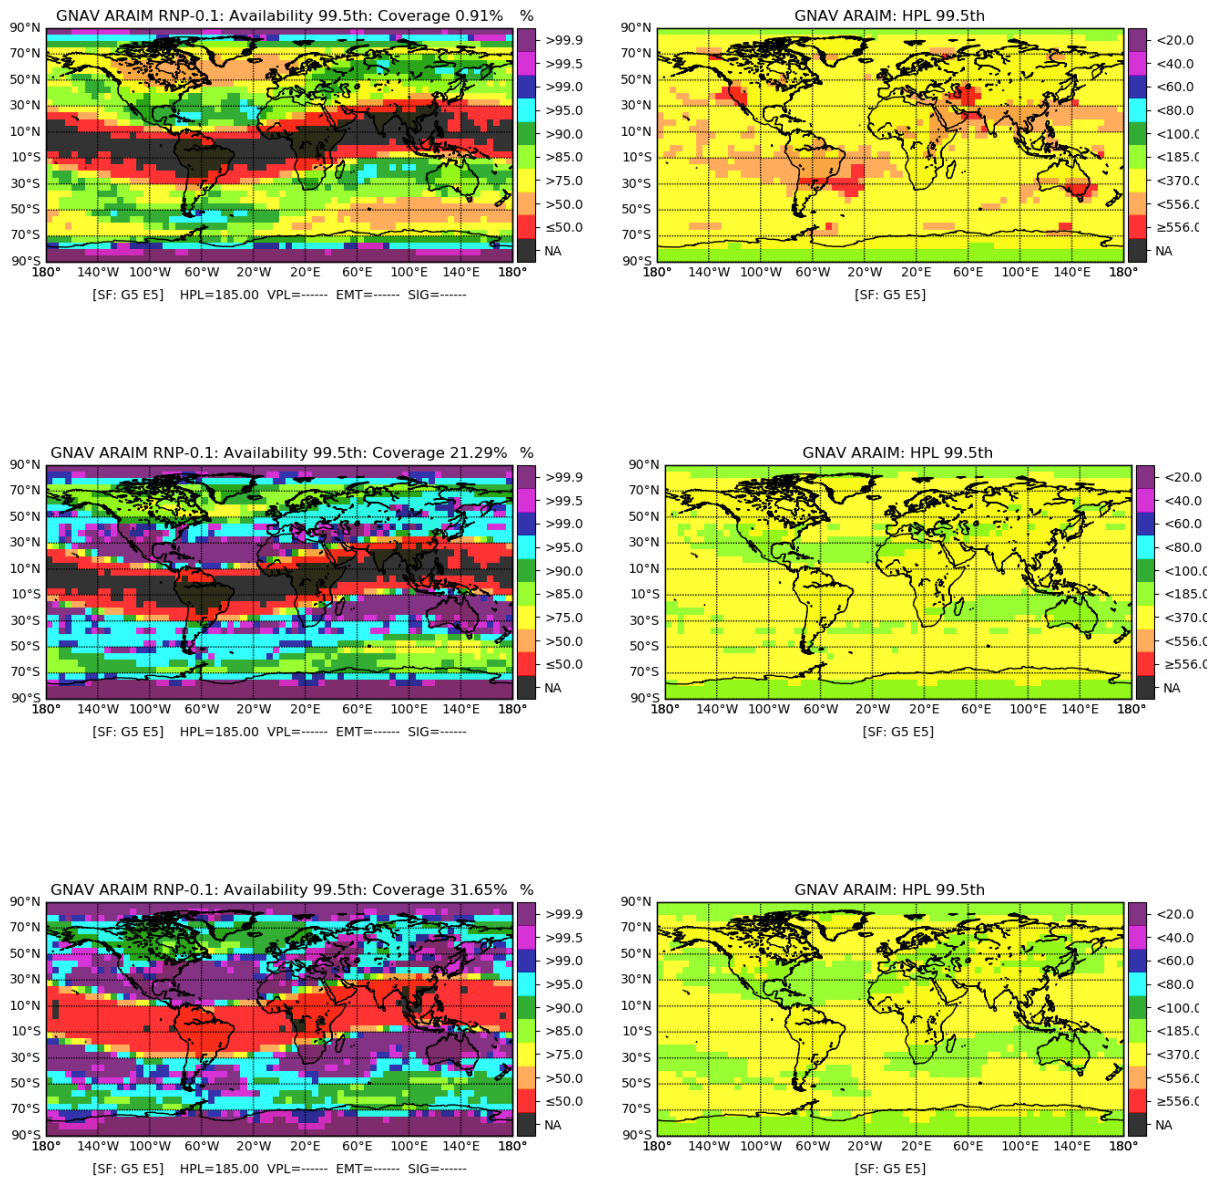 GNAV ARAIM RNP-0.1: Availability 99.5th: Coverage 0.91% %
90°N
70°N
50°N
30°N
10°N
10°S
30°S
50°S
70°S
90°S
180° 140°W 100°W 60°W 20°W 20°E 60°E 100°E 140°E 180°
>99.9
>99.5
>99.0
>95.0
>90.0
>85.0
>75.0
>50.0
≤50.0
NA
[SF: G5 E5] HPL=185.00 VPL=------ EMT=------ SIG=------
GNAV ARAIM: HPL 99.5th
90°N
70°N
50°N
30°N
10°N
10°S
30°S
50°S
70°S
90°S
180° 140°W 100°W 60°W 20°W 20°E 60°E 100°E 140°E 180°
<20.0
<40.0
<60.0
<80.0
<100.0
<185.0
<370.0
<556.0
≥556.0
NA
[SF: G5 E5]
GNAV ARAIM RNP-0.1: Availability 99.5th: Coverage 21.29% %
90°N
70°N
50°N
30°N
10°N
10°S
30°S
50°S
70°S
90°S
180° 140°W 100°W 60°W 20°W 20°E 60°E 100°E 140°E 180°
>99.9
>99.5
>99.0
>95.0
>90.0
>85.0
>75.0
>50.0
≤50.0
NA
[SF: G5 E5] HPL=185.00 VPL=------ EMT=------ SIG=------
GNAV ARAIM: HPL 99.5th
90°N
70°N
50°N
30°N
10°N
10°S
30°S
50°S
70°S
90°S
180° 140°W 100°W 60°W 20°W 20°E 60°E 100°E 140°E 180°
<20.0
<40.0
<60.0
<80.0
<100.0
<185.0
<370.0
<556.0
≥556.0
NA
[SF: G5 E5]
GNAV ARAIM RNP-0.1: Availability 99.5th: Coverage 31.65% %
90°N
70°N
50°N
30°N
10°N
10°S
30°S
50°S
70°S
90°S
180° 140°W 100°W 60°W 20°W 20°E 60°E 100°E 140°E 180°
>99.9
>99.5
>99.0
>95.0
>90.0
>85.0
>75.0
>50.0
≤50.0
NA
[SF: G5 E5] HPL=185.00 VPL=------ EMT=------ SIG=------
GNAV ARAIM: HPL 99.5th
90°N
70°N
50°N
30°N
10°N
10°S
30°S
50°S
70°S
90°S
180° 140°W 100°W 60°W 20°W 20°E 60°E 100°E 140°E 180°
<20.0
<40.0
<60.0
<80.0
<100.0
<185.0
<370.0
<556.0
≥556.0
NA
[SF: G5 E5]